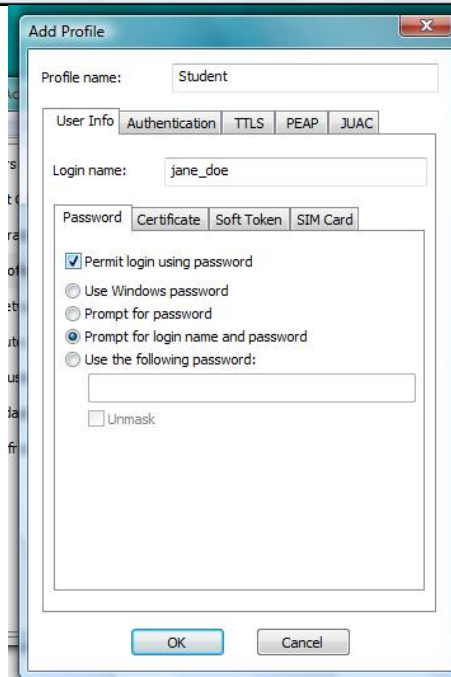 Add Profile
Profile name: Student
User Info Authentication TTLS PEAP JUAC
Login name: jane_doe
Password Certificate Soft Token SIM Card
Permit login using password
Use Windows password
Prompt for password
Prompt for login name and password
Use the following password:
Unmask
OK Cancel